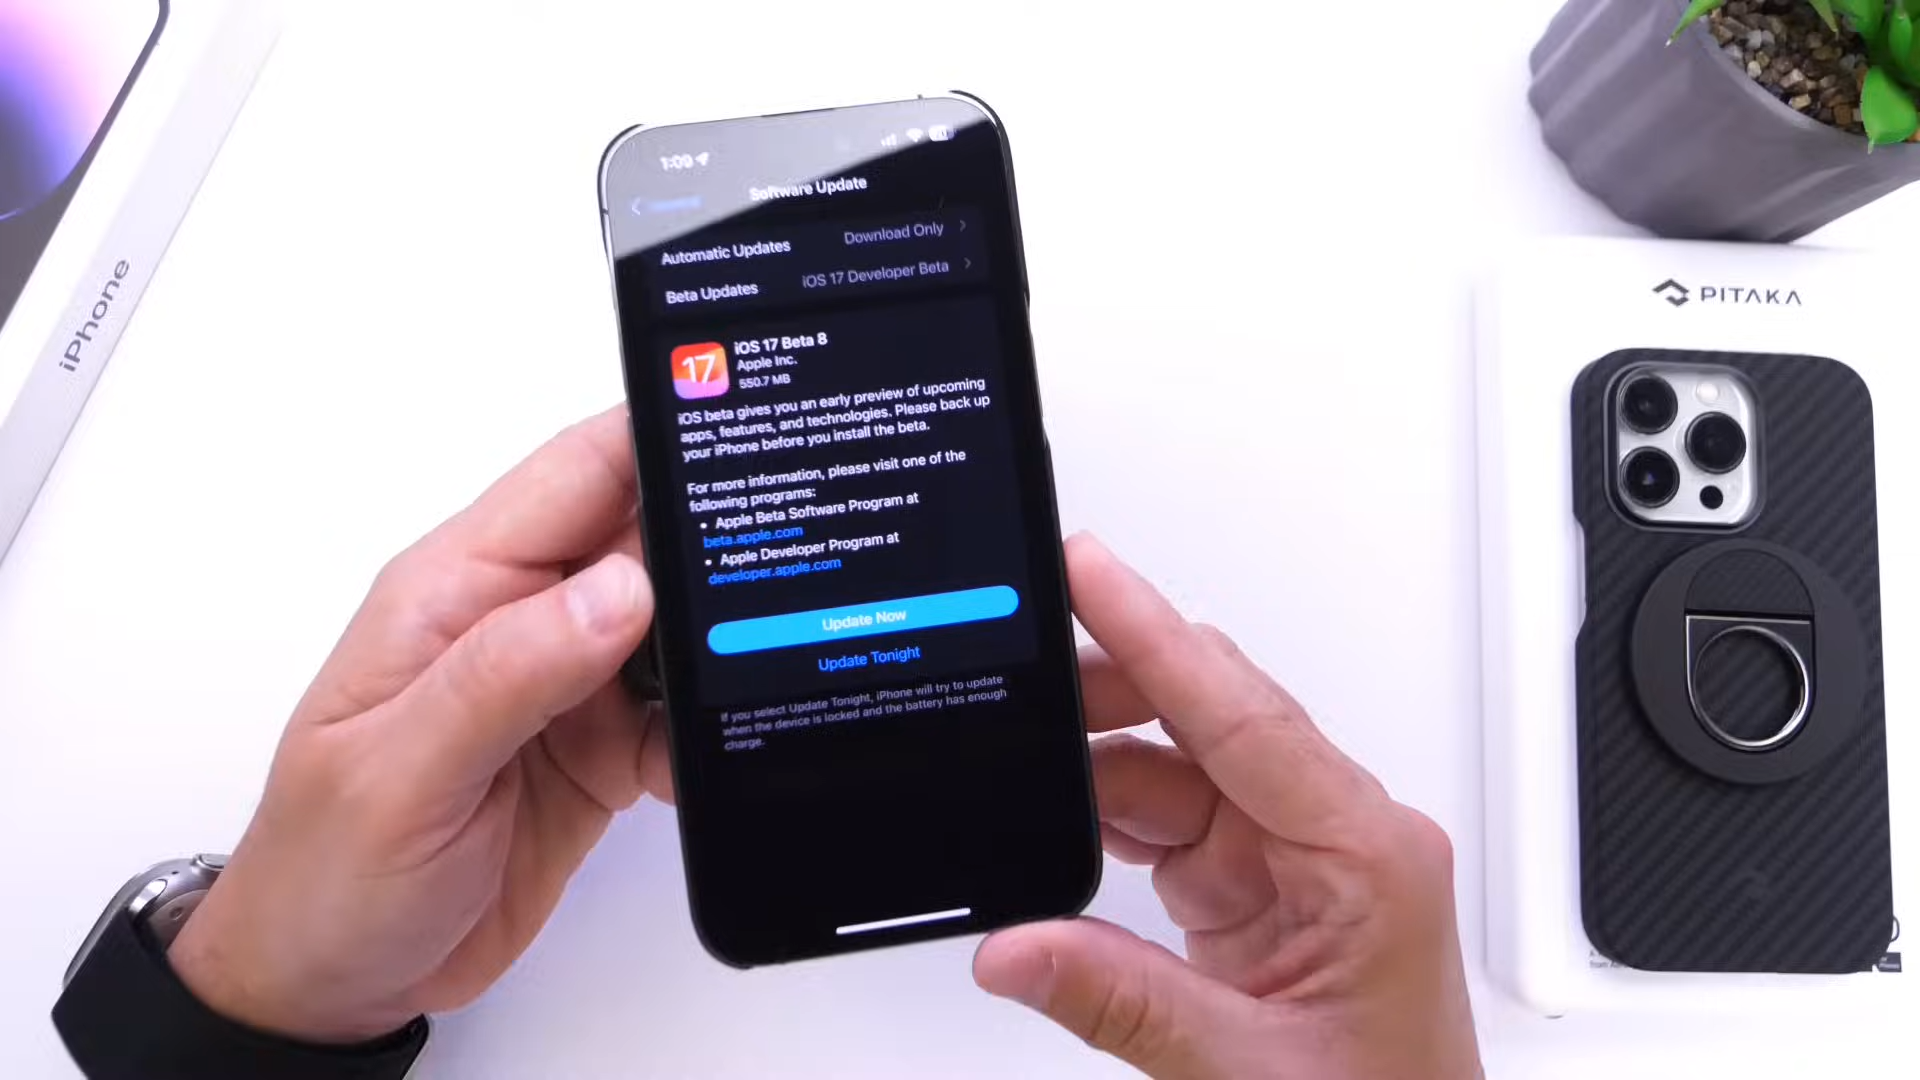 iPhone
1:09
Software Update
Automatic Updates
Download Only
Beta Updates
iOS 17 Developer Beta
17
iOS 17 Beta 8
Apple Inc.
550.7 MB
iOS beta gives you an early preview of upcoming
apps, features, and technologies. Please back up
your iPhone before you install the beta.
For more information, please visit one of the
following programs:
• Apple Beta Software Program at
beta.apple.com
• Apple Developer Program at
developer.apple.com
Update Now
Update Tonight
If you select Update Tonight, iPhone will try to update
when the device is locked and the battery has enough
charge.
PITAKA